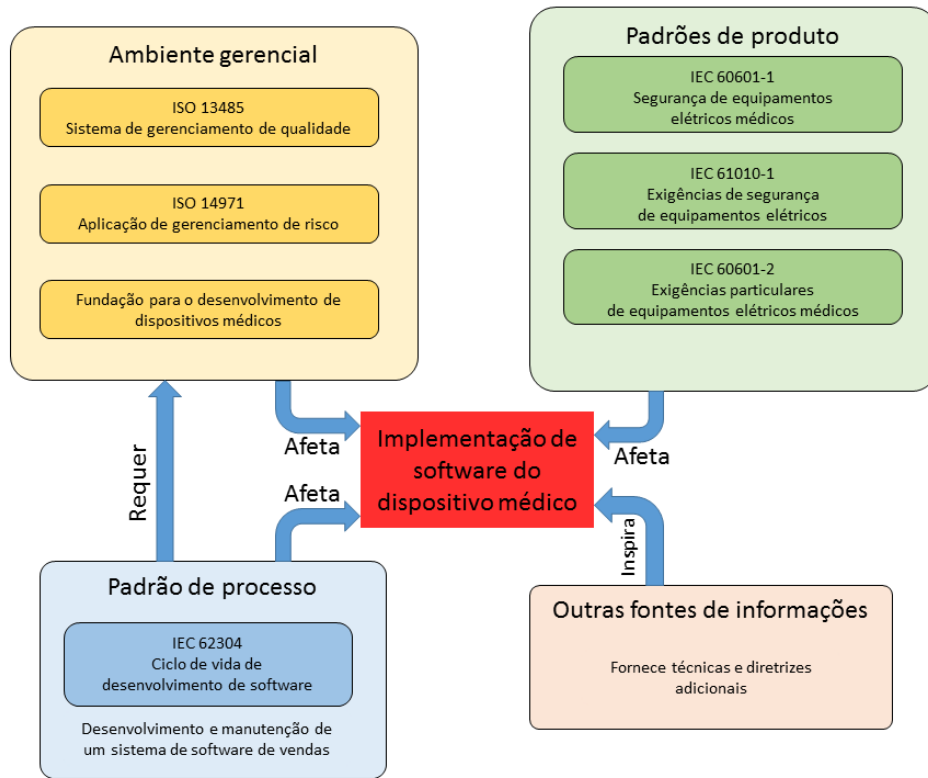 Ambiente gerencial
ISO 13485
Sistema de gerenciamento de qualidade
ISO 14971
Aplicação de gerenciamento de risco
Fundação para o desenvolvimento de
dispositivos médicos
Padrões de produto
IEC 60601-1
Segurança de equipamentos
elétricos médicos
IEC 61010-1
Exigências de segurança
de equipamentos elétricos
IEC 60601-2
Exigências particulares
de equipamentos elétricos médicos
Requer
Afeta
Afeta
Implementação de
software do
dispositivo médico
Afeta
Inspira
Padrão de processo
IEC 62304
Ciclo de vida de
desenvolvimento de software
Desenvolvimento e manutenção de
um sistema de software de vendas
Outras fontes de informações
Fornece técnicas e diretrizes
adicionais